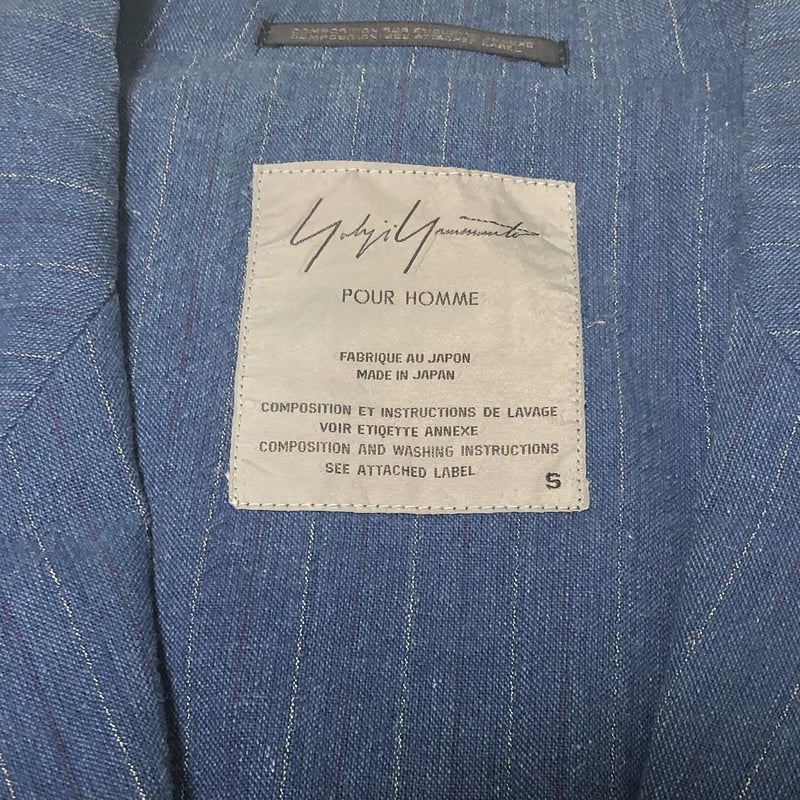 Yohji Yamamoto
POUR HOMME
FABRIQUE AU JAPON
MADE IN JAPAN
COMPOSITION ET INSTRUCTIONS DE LAVAGE
VOIR ETIQETTE ANNEXE
COMPOSITION AND WASHING INSTRUCTIONS
SEE ATTACHED LABEL
S